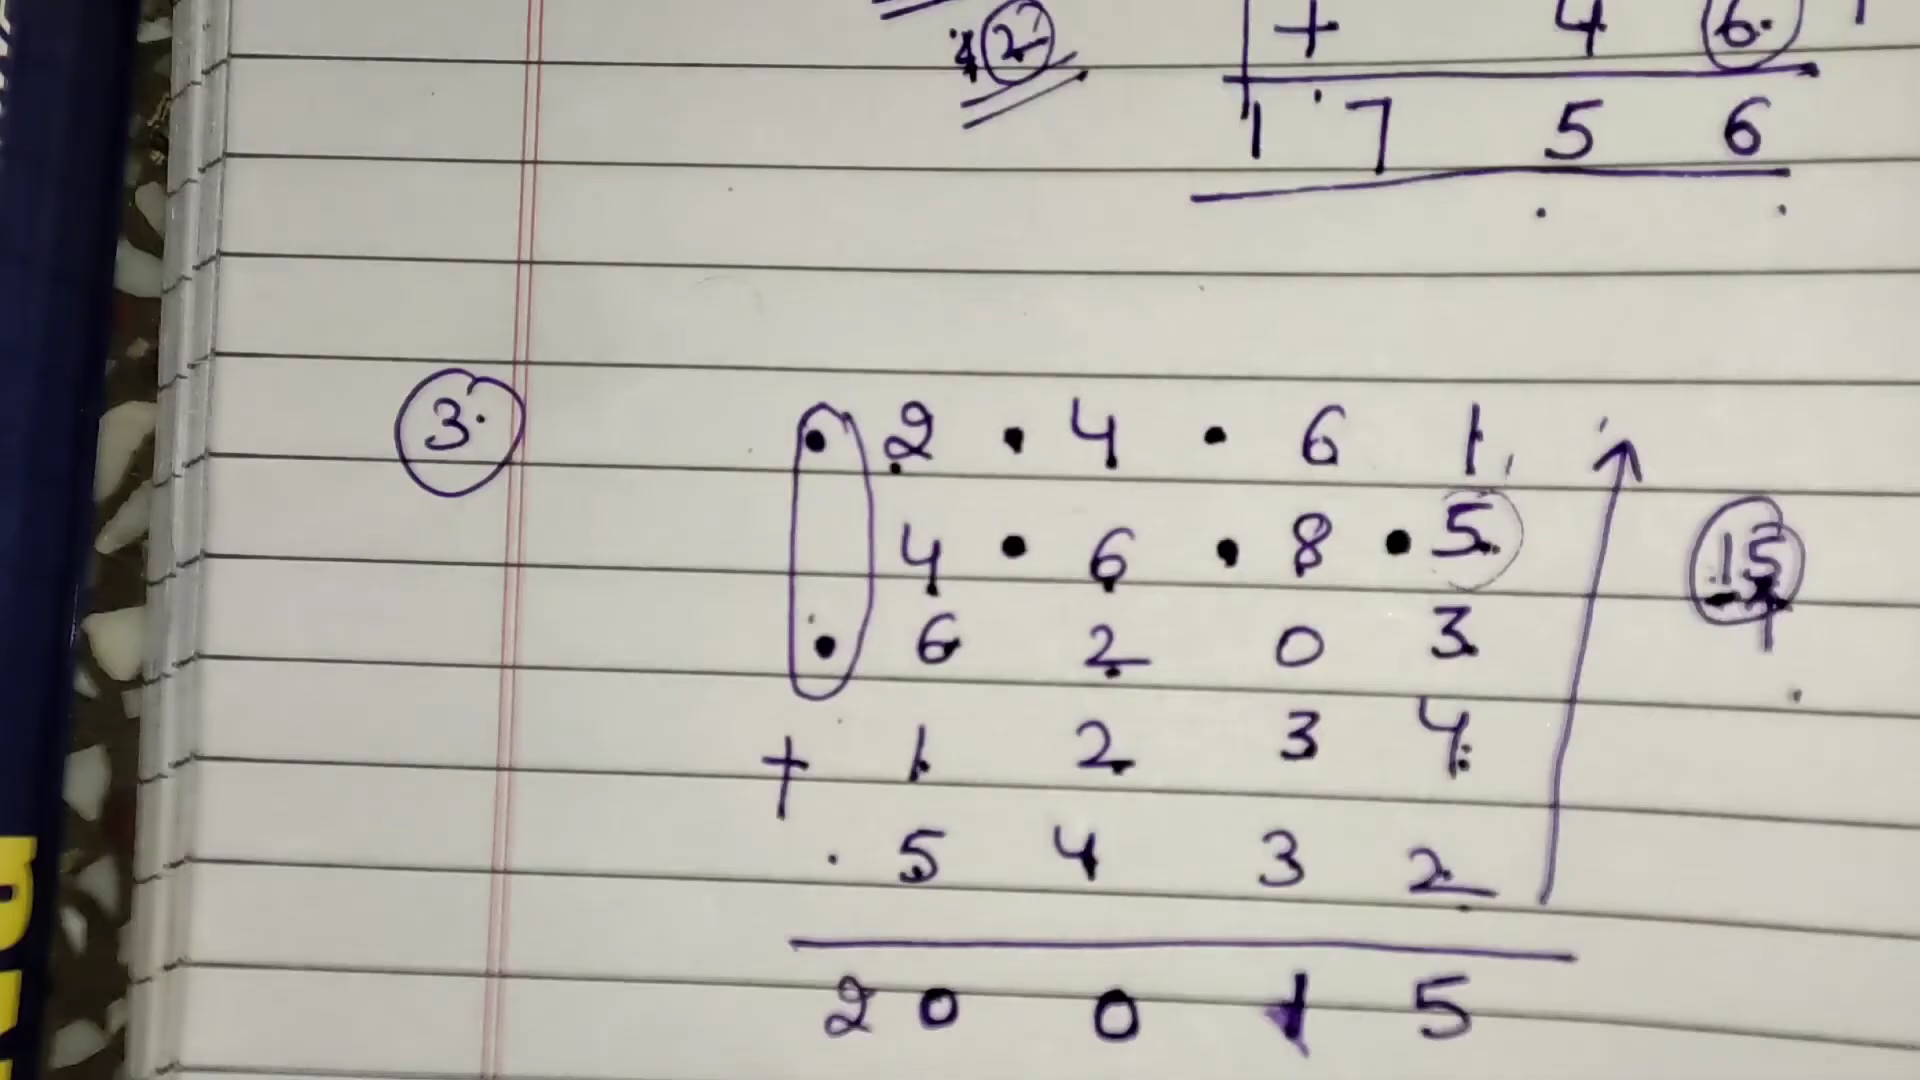 2 + 4 6
1 7 5 6
3. 2 . 4 . 6 1
4 . 6 . 8 . 5 15
6 2 0 3
+ 1 2 3 4
5 4 3 2
2 0 0 1 5